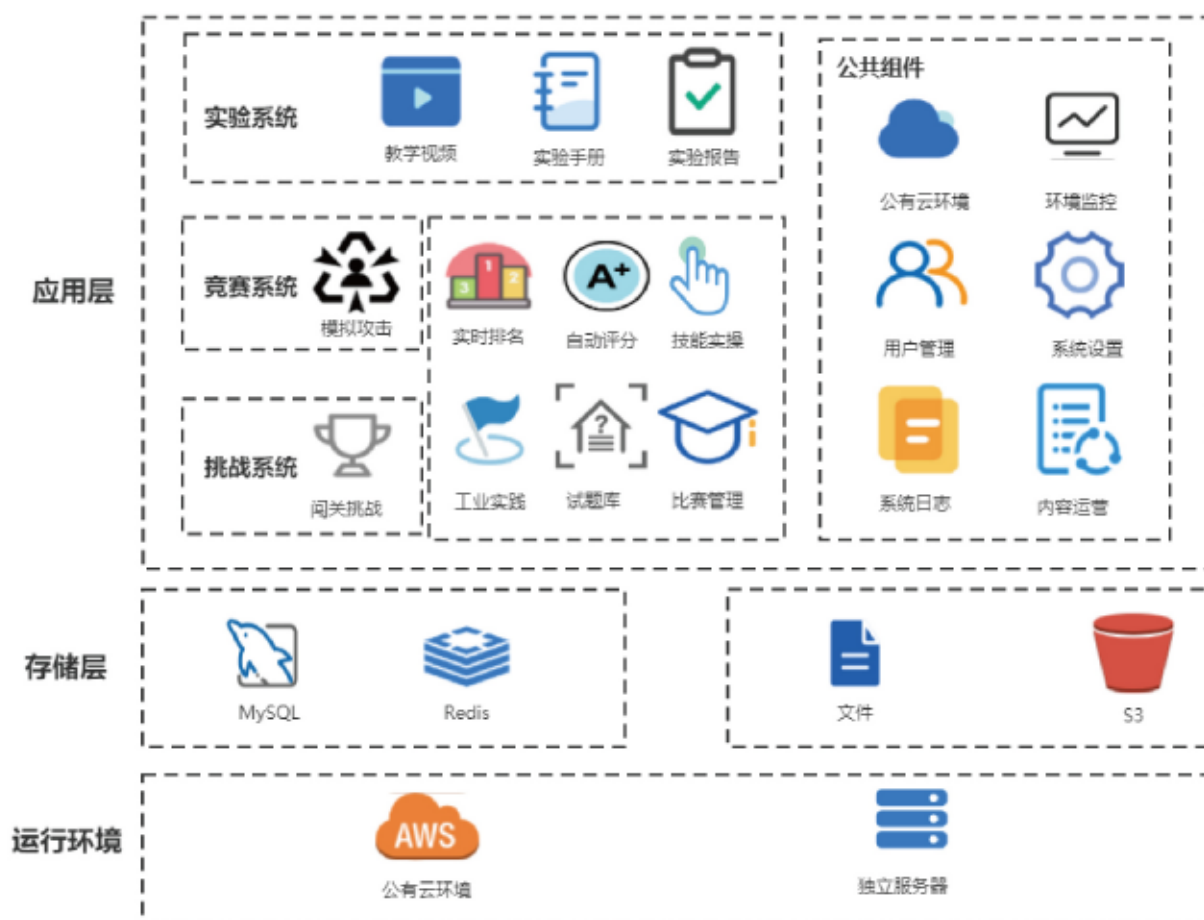 应用层
实验系统
教学视频
实验手册
实验报告
竞赛系统
模拟攻击
挑战系统
闯关挑战
1
2
3
实时排名
A+
自动评分
技能实操
工业实践
?
试题库
比赛管理
公共组件
公有云环境
环境监控
用户管理
系统设置
系统日志
内容运营
存储层
MySQL
Redis
文件
S3
运行环境
AWS
公有云环境
独立服务器